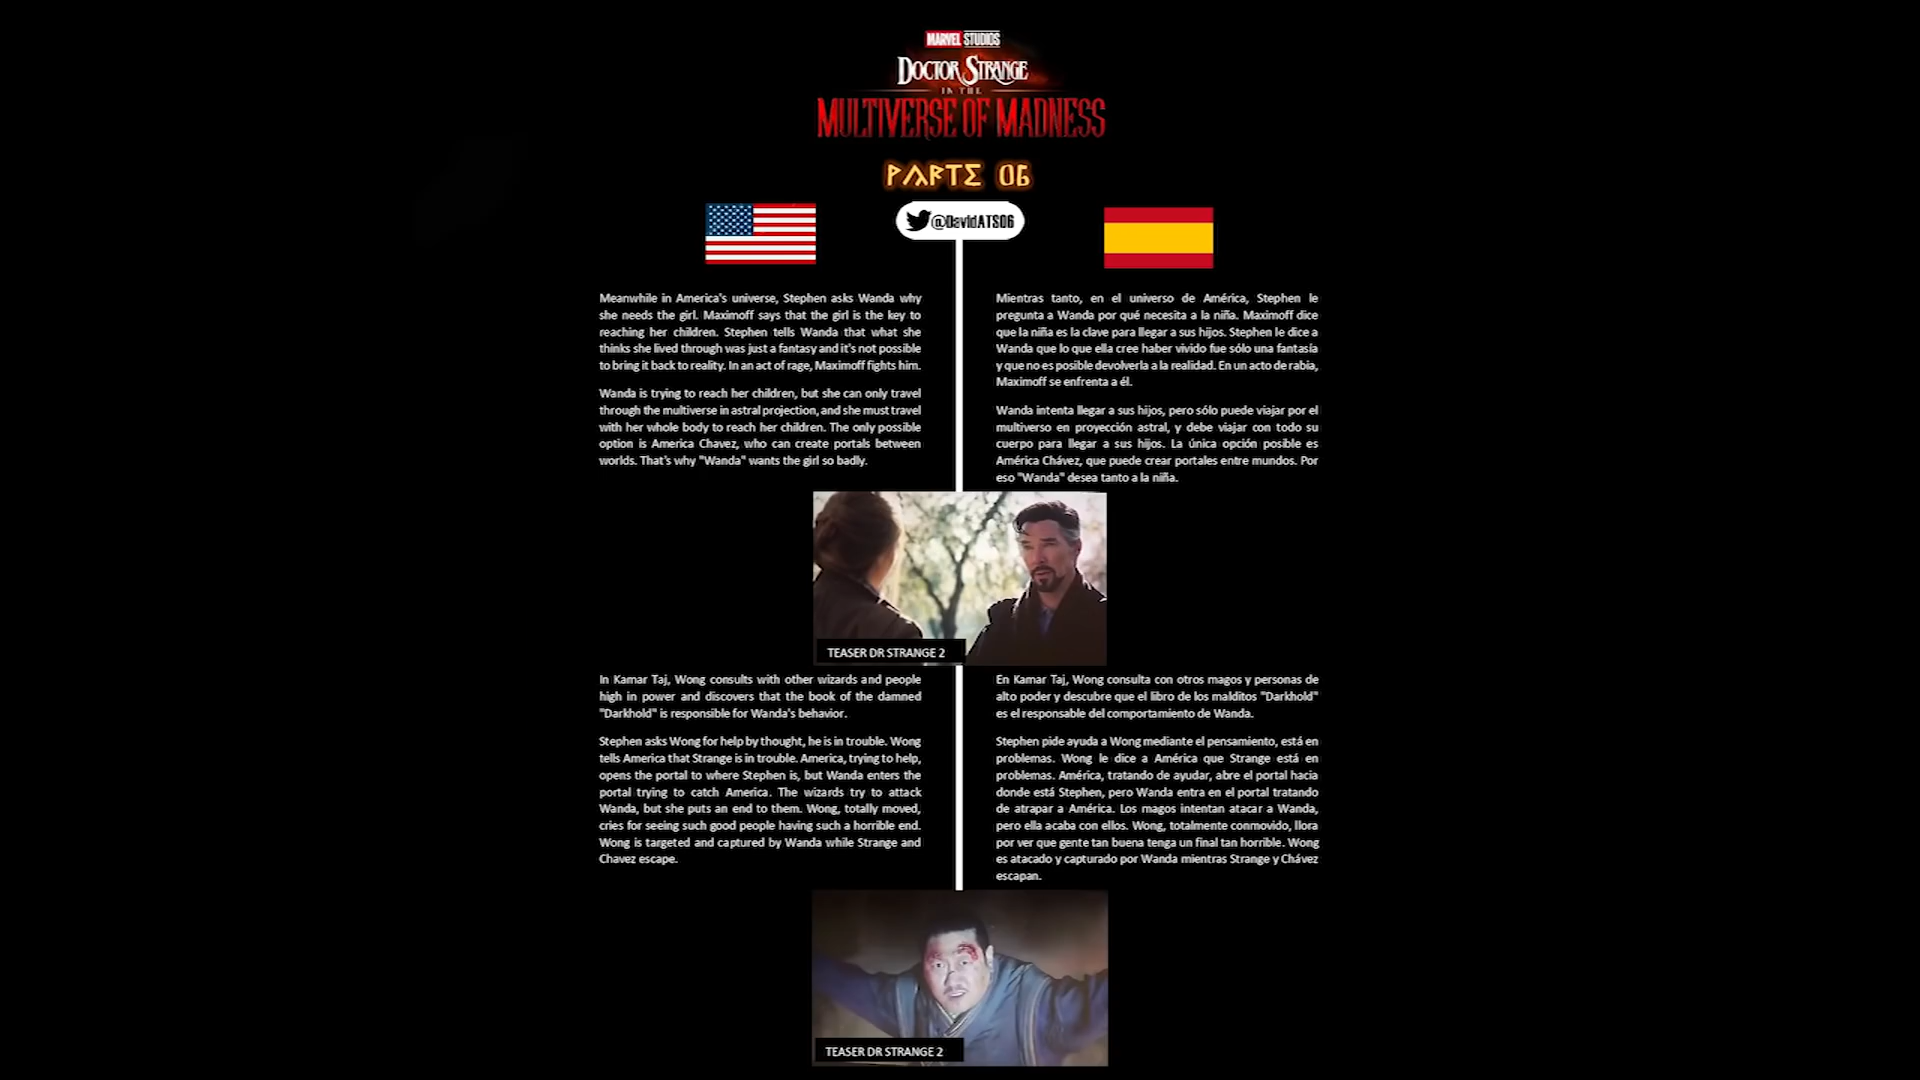 MARVEL STUDIOS
DOCTOR STRANGE
IN THE
MULTIVERSE OF MADNESS
PARTE 06
@DavidATS06
Meanwhile in America's universe, Stephen asks Wanda why
she needs the girl. Maximoff says that the girl is the key to
reaching her children. Stephen tells Wanda that what she
thinks she lived through was just a fantasy and it's not possible
to bring it back to reality. In an act of rage, Maximoff fights him.
Wanda is trying to reach her children, but she can only travel
through the multiverse in astral projection, and she must travel
with her whole body to reach her children. The only possible
option is America Chavez, who can create portals between
worlds. That's why "Wanda" wants the girl so badly.
Mientras tanto, en el universo de América, Stephen le
pregunta a Wanda por qué necesita a la niña. Maximoff dice
que la niña es la clave para llegar a sus hijos. Stephen le dice a
Wanda que lo que ella cree haber vivido fue sólo una fantasía
y que no es posible devolverla a la realidad. En un acto de rabia,
Maximoff se enfrenta a él.
Wanda intenta llegar a sus hijos, pero sólo puede viajar por el
multiverso en proyección astral, y debe viajar con todo su
cuerpo para llegar a sus hijos. La única opción posible es
América Chávez, que puede crear portales entre mundos. Por
eso "Wanda" desea tanto a la niña.
TEASER DR STRANGE 2
In Kamar Taj, Wong consults with other wizards and people
high in power and discovers that the book of the damned
"Darkhold" is responsible for Wanda's behavior.
Stephen asks Wong for help by thought, he is in trouble. Wong
tells America that Strange is in trouble. America, trying to help,
opens the portal to where Stephen is, but Wanda enters the
portal trying to catch America. The wizards try to attack
Wanda, but she puts an end to them. Wong, totally moved,
cries for seeing such good people having such a horrible end.
Wong is targeted and captured by Wanda while Strange and
Chavez escape.
En Kamar Taj, Wong consulta con otros magos y personas de
alto poder y descubre que el libro de los malditos "Darkhold"
es el responsable del comportamiento de Wanda.
Stephen pide ayuda a Wong mediante el pensamiento, está en
problemas. Wong le dice a América que Strange está en
problemas. América, tratando de ayudar, abre el portal hacia
donde está Stephen, pero Wanda entra en el portal tratando
de atrapar a América. Los magos intentan atacar a Wanda,
pero ella acaba con ellos. Wong, totalmente conmovido, llora
por ver que gente tan buena tenga un final tan horrible. Wong
es atacado y capturado por Wanda mientras Strange y Chávez
escapan.
TEASER DR STRANGE 2